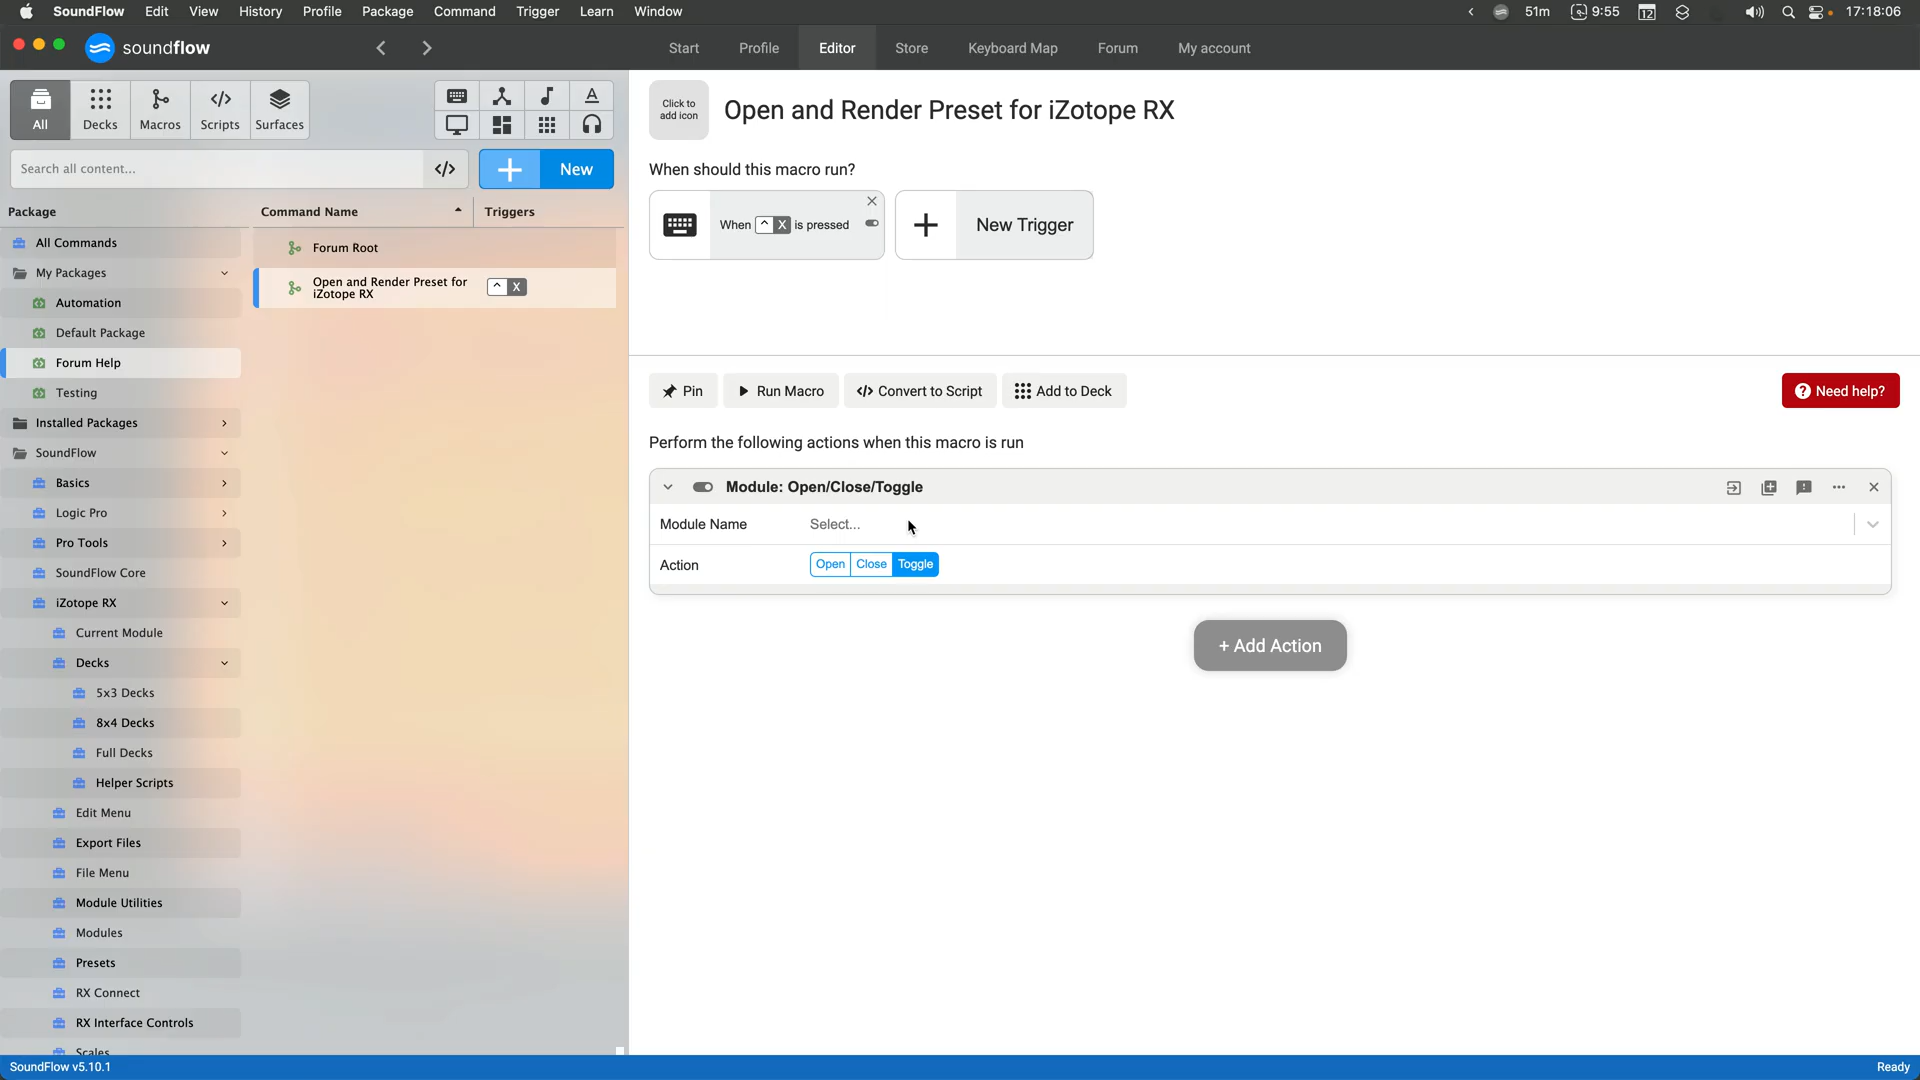 SoundFlow Edit View History Profile Package Command Trigger Learn Window 51m 9:55 12 17:18:06
soundflow Start Profile Editor Store Keyboard Map Forum My account
All Decks Macros Scripts Surfaces
Search all content... New
Package Command Name Triggers
All Commands
My Packages
Automation
Default Package
Forum Help
Testing
Installed Packages
SoundFlow
Basics
Logic Pro
Pro Tools
SoundFlow Core
iZotope RX
Current Module
Decks
5x3 Decks
8x4 Decks
Full Decks
Helper Scripts
Edit Menu
Export Files
File Menu
Module Utilities
Modules
Presets
RX Connect
RX Interface Controls
Scales
Forum Root
Open and Render Preset for
iZotope RX ^ X
Click to
add icon
Open and Render Preset for iZotope RX
When should this macro run?
When ^ X is pressed
+ New Trigger
Pin Run Macro </> Convert to Script Add to Deck Need help?
Perform the following actions when this macro is run
Module: Open/Close/Toggle
Module Name Select...
Action Open Close Toggle
+ Add Action
SoundFlow v5.10.1 Ready